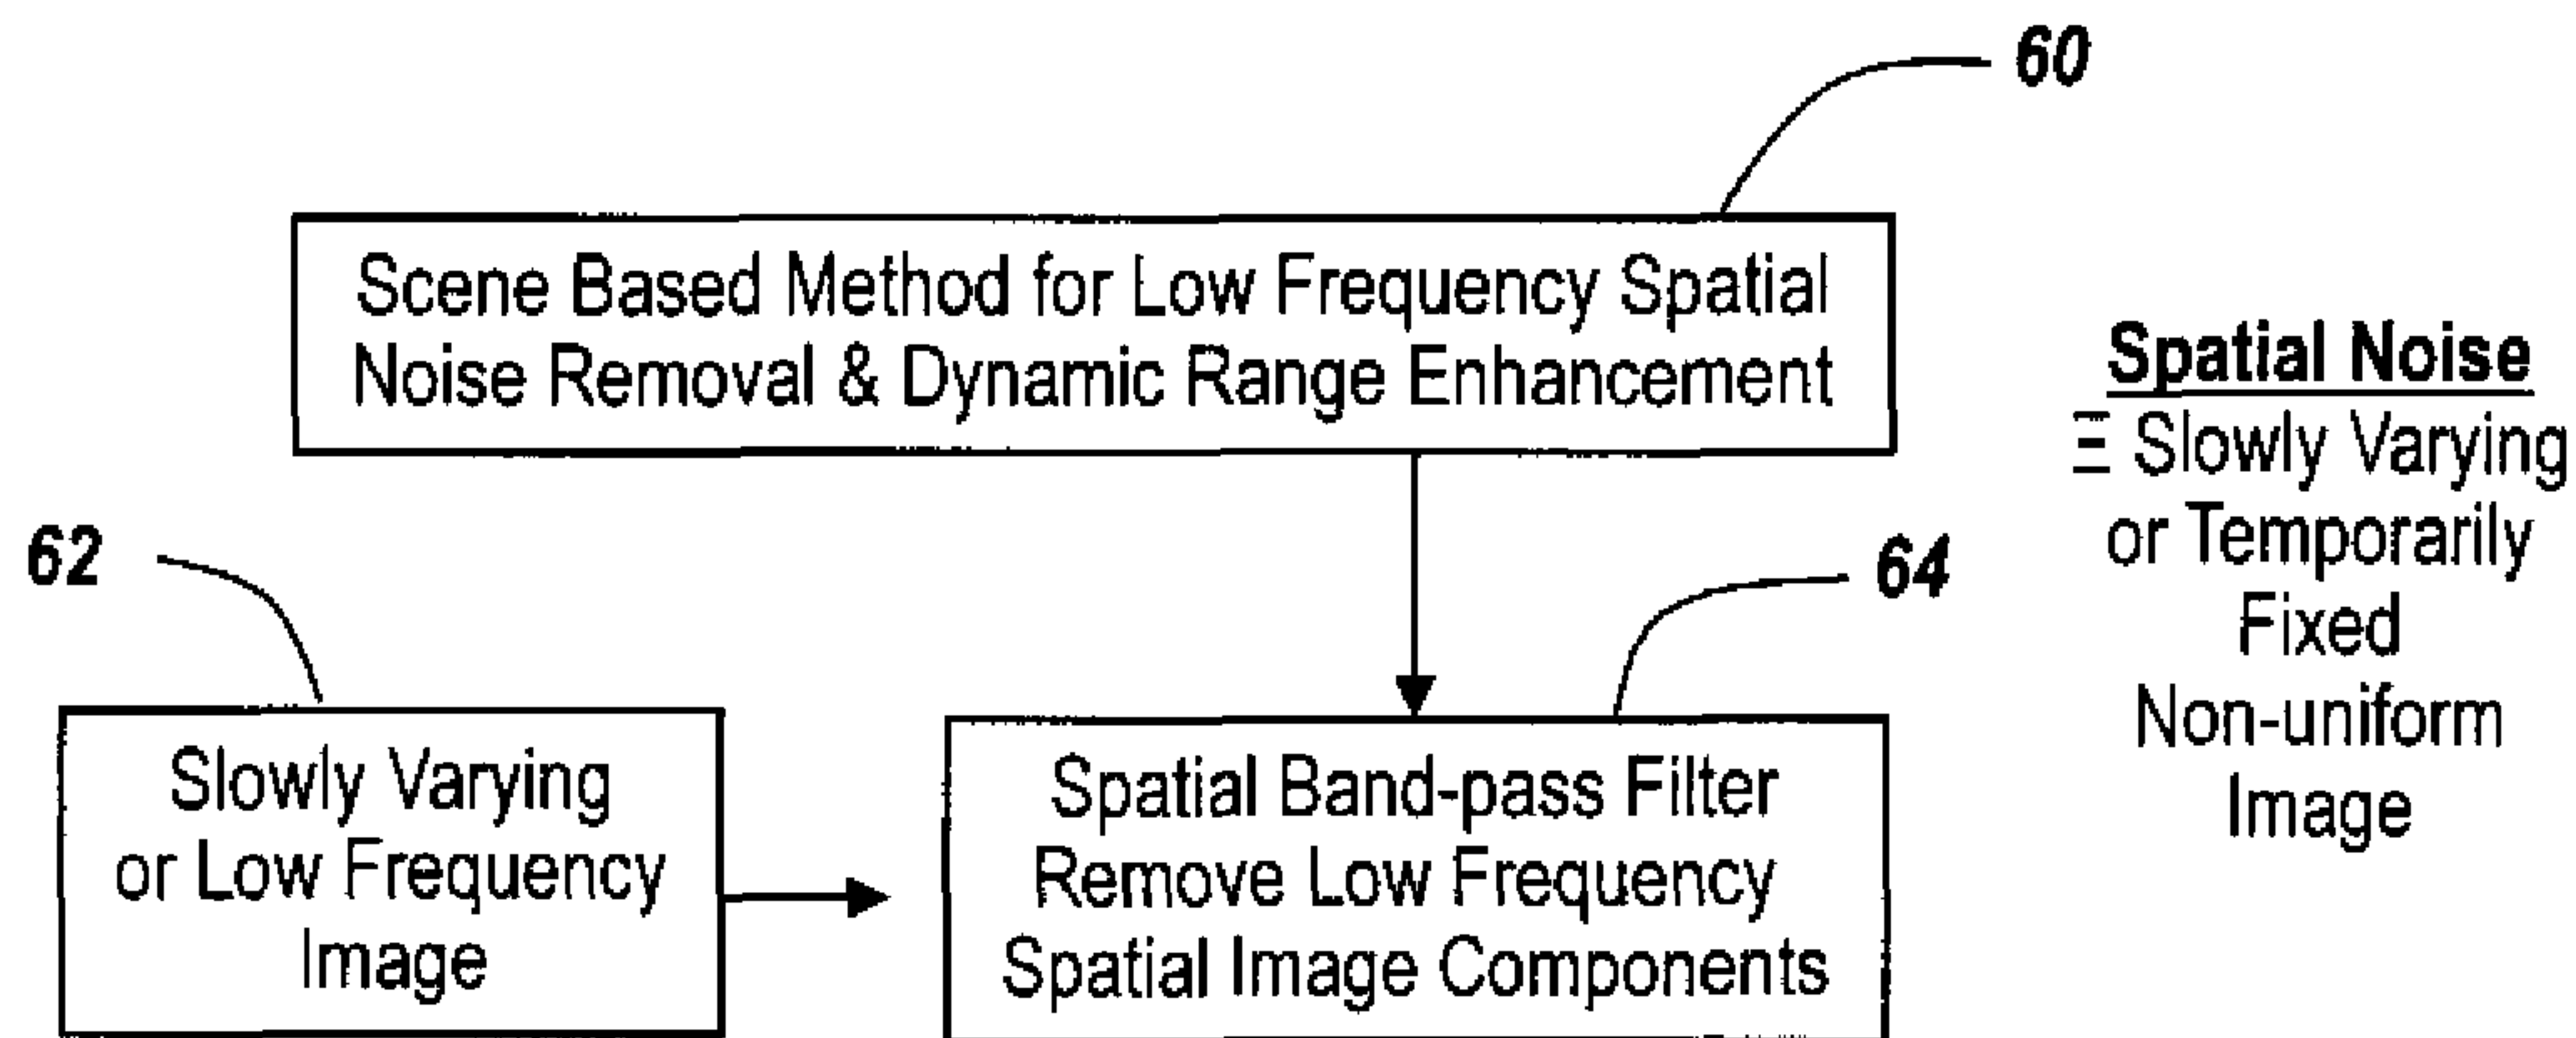 60
Scene Based Method for Low Frequency Spatial
Noise Removal & Dynamic Range Enhancement
Spatial Noise
Ξ Slowly Varying
or Temporarily
Fixed
Non-uniform
Image
62
64
Slowly Varying
or Low Frequency
Image
Spatial Band-pass Filter
Remove Low Frequency
Spatial Image Components